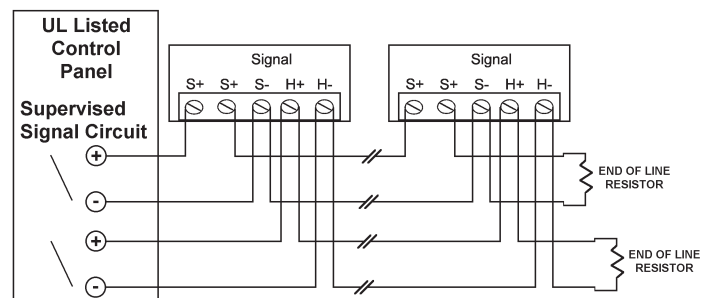 UL Listed
Control
Panel
Supervised
Signal Circuit
+
-
+
-
Signal
S+ S+ S- H+ H-
Signal
S+ S+ S- H+ H-
END OF LINE
RESISTOR
END OF LINE
RESISTOR